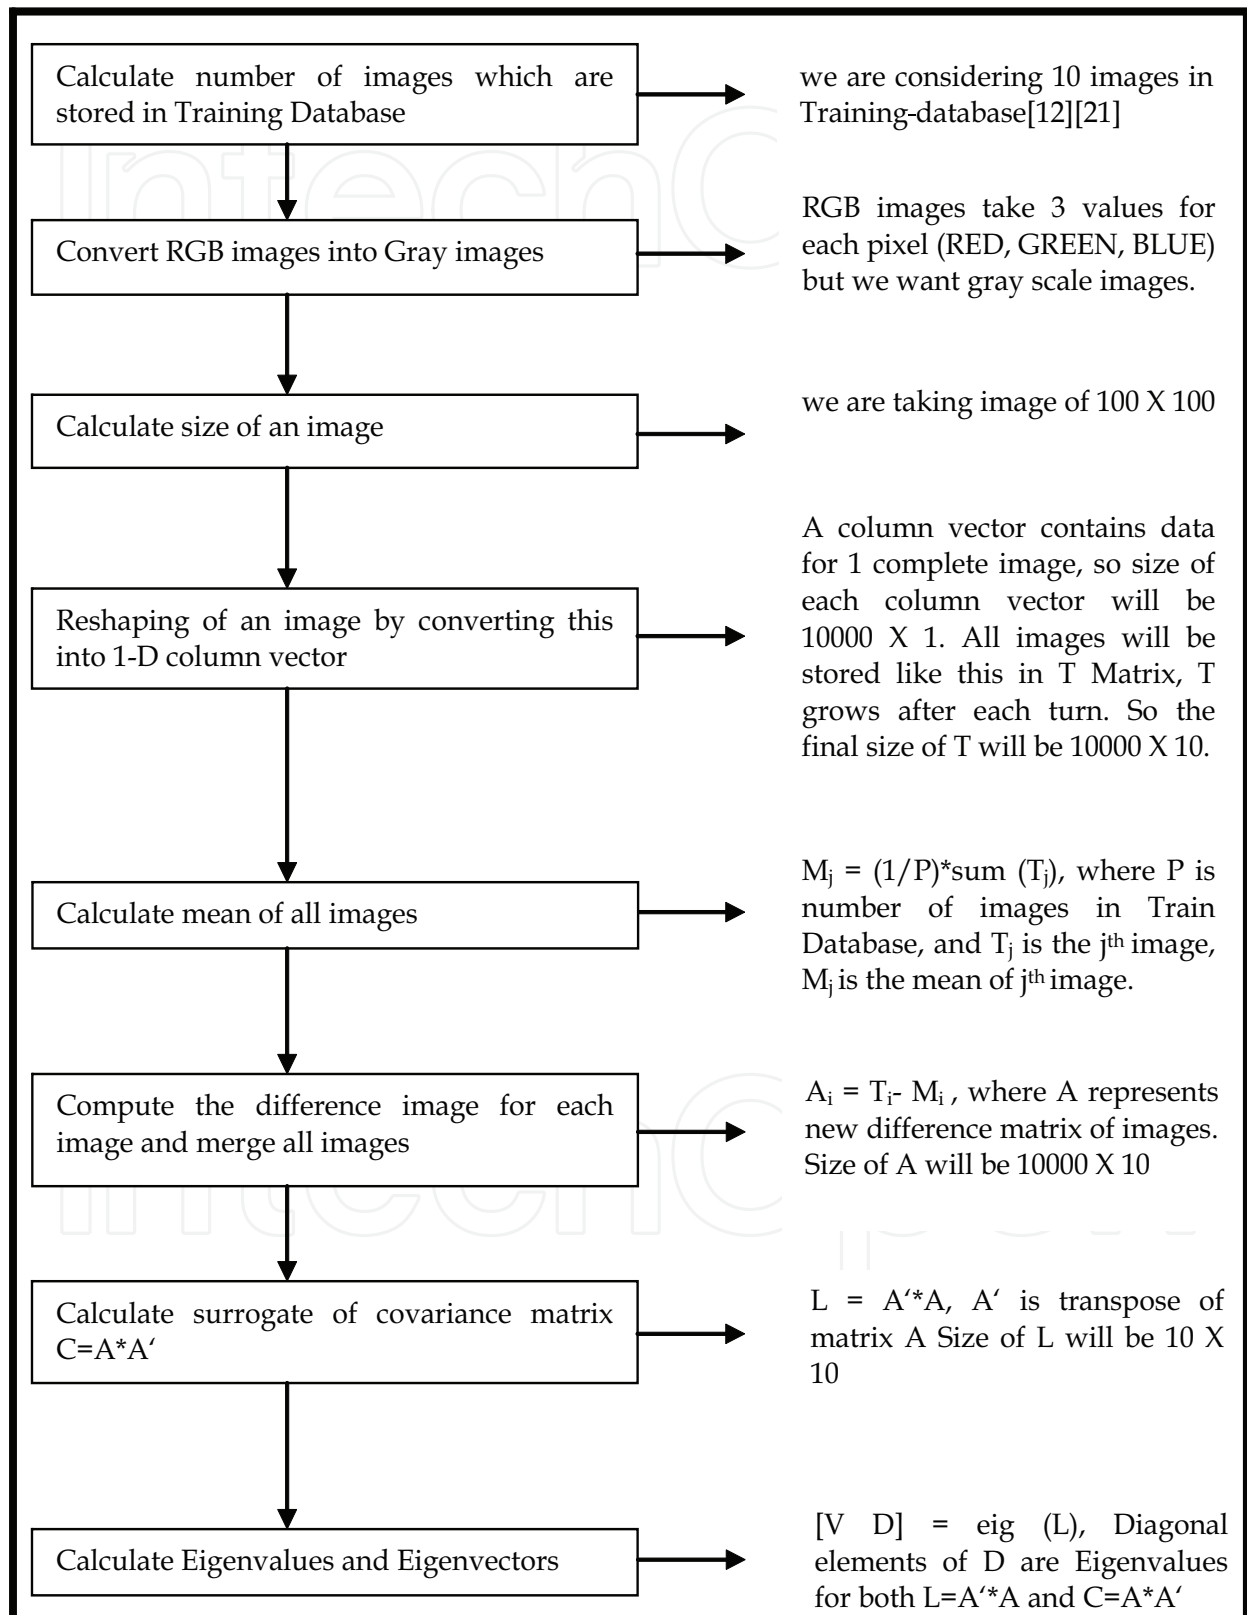 Calculate number of images which are
stored in Training Database
we are considering 10 images in
Training-database[12][21]
Convert RGB images into Gray images
RGB images take 3 values for
each pixel (RED, GREEN, BLUE)
but we want gray scale images.
Calculate size of an image
we are taking image of 100 X 100
Reshaping of an image by converting this
into 1-D column vector
A column vector contains data
for 1 complete image, so size of
each column vector will be
10000 X 1. All images will be
stored like this in T Matrix, T
grows after each turn. So the
final size of T will be 10000 X 10.
Calculate mean of all images
Mj = (1/P)*sum (Tj), where P is
number of images in Train
Database, and Tj is the jth image,
Mj is the mean of jth image.
Compute the difference image for each
image and merge all images
Ai = Ti- Mi , where A represents
new difference matrix of images.
Size of A will be 10000 X 10
Calculate surrogate of covariance matrix
C=A*A‘
L = A‘*A, A‘ is transpose of
matrix A Size of L will be 10 X
10
Calculate Eigenvalues and Eigenvectors
[V D] = eig (L), Diagonal
elements of D are Eigenvalues
for both L=A‘*A and C=A*A‘